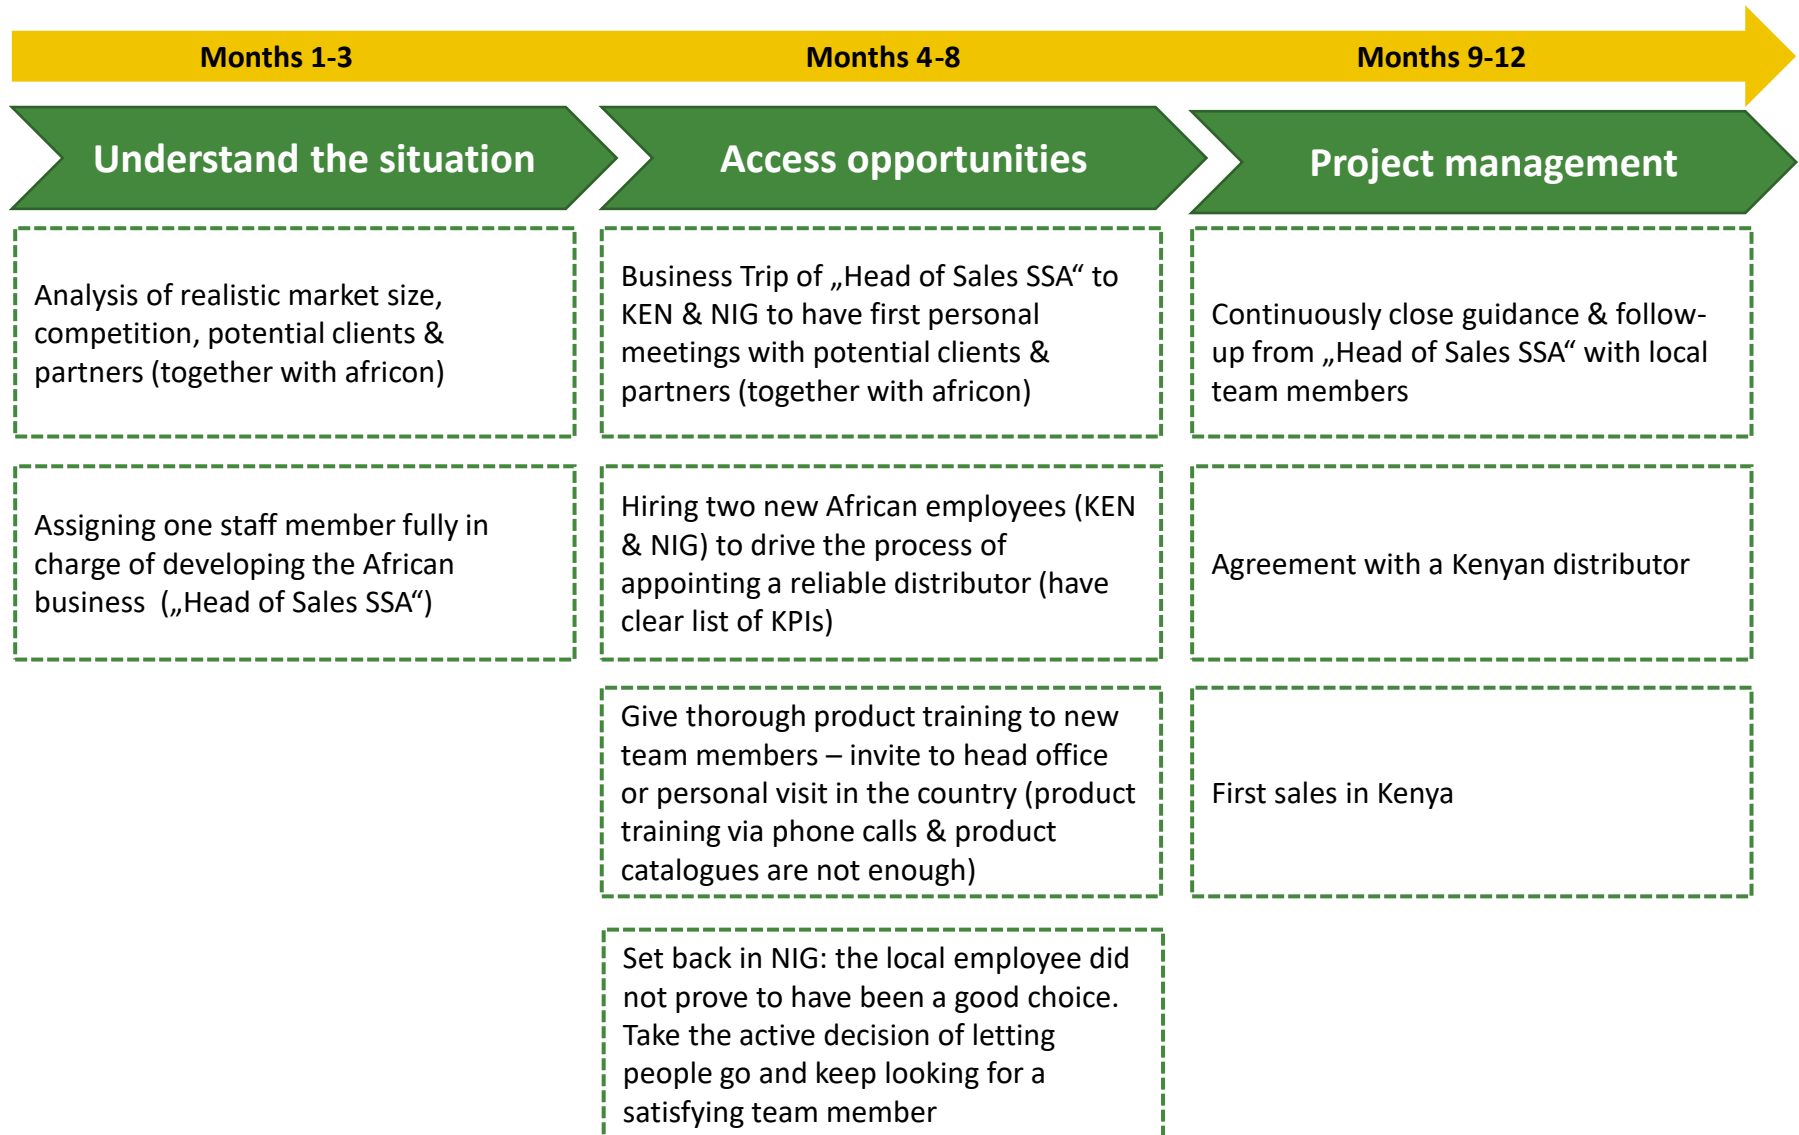 Months 1-3
Months 4-8
Months 9-12
Understand the situation
Access opportunities
Project management
Analysis of realistic market size,
competition, potential clients &
partners (together with africon)
Assigning one staff member fully in
charge of developing the African
business („Head of Sales SSA“)
Business Trip of „Head of Sales SSA“ to
KEN & NIG to have first personal
meetings with potential clients &
partners (together with africon)
Hiring two new African employees (KEN
& NIG) to drive the process of
appointing a reliable distributor (have
clear list of KPIs)
Give thorough product training to new
team members – invite to head office
or personal visit in the country (product
training via phone calls & product
catalogues are not enough)
Set back in NIG: the local employee did
not prove to have been a good choice.
Take the active decision of letting
people go and keep looking for a
satisfying team member
Continuously close guidance & follow-
up from „Head of Sales SSA“ with local
team members
Agreement with a Kenyan distributor
First sales in Kenya